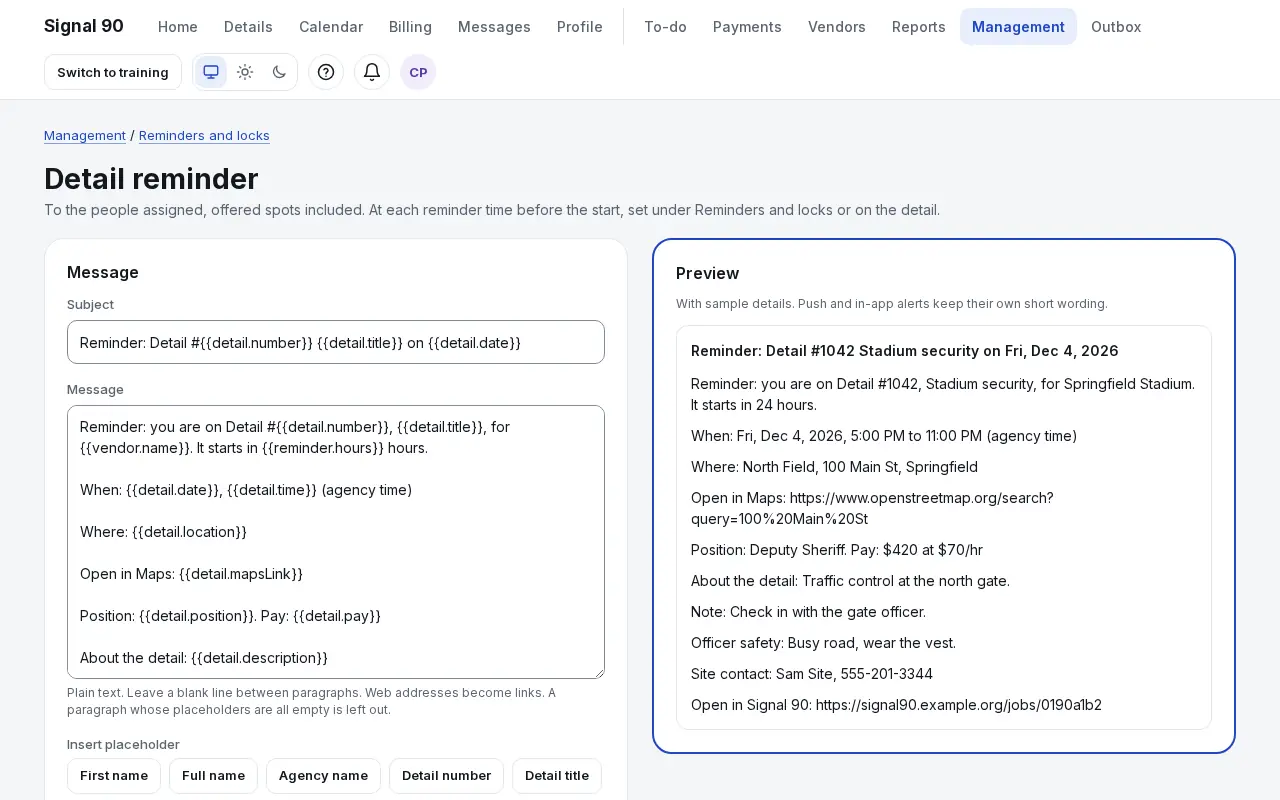 Signal 90
Home
Details
Calendar
Billing
Messages
Profile
To-do
Payments
Vendors
Reports
Management
Outbox
Switch to training
CP
Management / Reminders and locks
Detail reminder
To the people assigned, offered spots included. At each reminder time before the start, set under Reminders and locks or on the detail.
Message
Subject
Reminder: Detail #{{detail.number}} {{detail.title}} on {{detail.date}}
Message
Reminder: you are on Detail #{{detail.number}}, {{detail.title}}, for
{{vendor.name}}. It starts in {{reminder.hours}} hours.
When: {{detail.date}}, {{detail.time}} (agency time)
Where: {{detail.location}}
Open in Maps: {{detail.mapsLink}}
Position: {{detail.position}}. Pay: {{detail.pay}}
About the detail: {{detail.description}}
Plain text. Leave a blank line between paragraphs. Web addresses become links. A
paragraph whose placeholders are all empty is left out.
Insert placeholder
First name
Full name
Agency name
Detail number
Detail title
Preview
With sample details. Push and in-app alerts keep their own short wording.
Reminder: Detail #1042 Stadium security on Fri, Dec 4, 2026
Reminder: you are on Detail #1042, Stadium security, for Springfield Stadium.
It starts in 24 hours.
When: Fri, Dec 4, 2026, 5:00 PM to 11:00 PM (agency time)
Where: North Field, 100 Main St, Springfield
Open in Maps: https://www.openstreetmap.org/search?
query=100%20Main%20St
Position: Deputy Sheriff. Pay: $420 at $70/hr
About the detail: Traffic control at the north gate.
Note: Check in with the gate officer.
Officer safety: Busy road, wear the vest.
Site contact: Sam Site, 555-201-3344
Open in Signal 90: https://signal90.example.org/jobs/0190a1b2